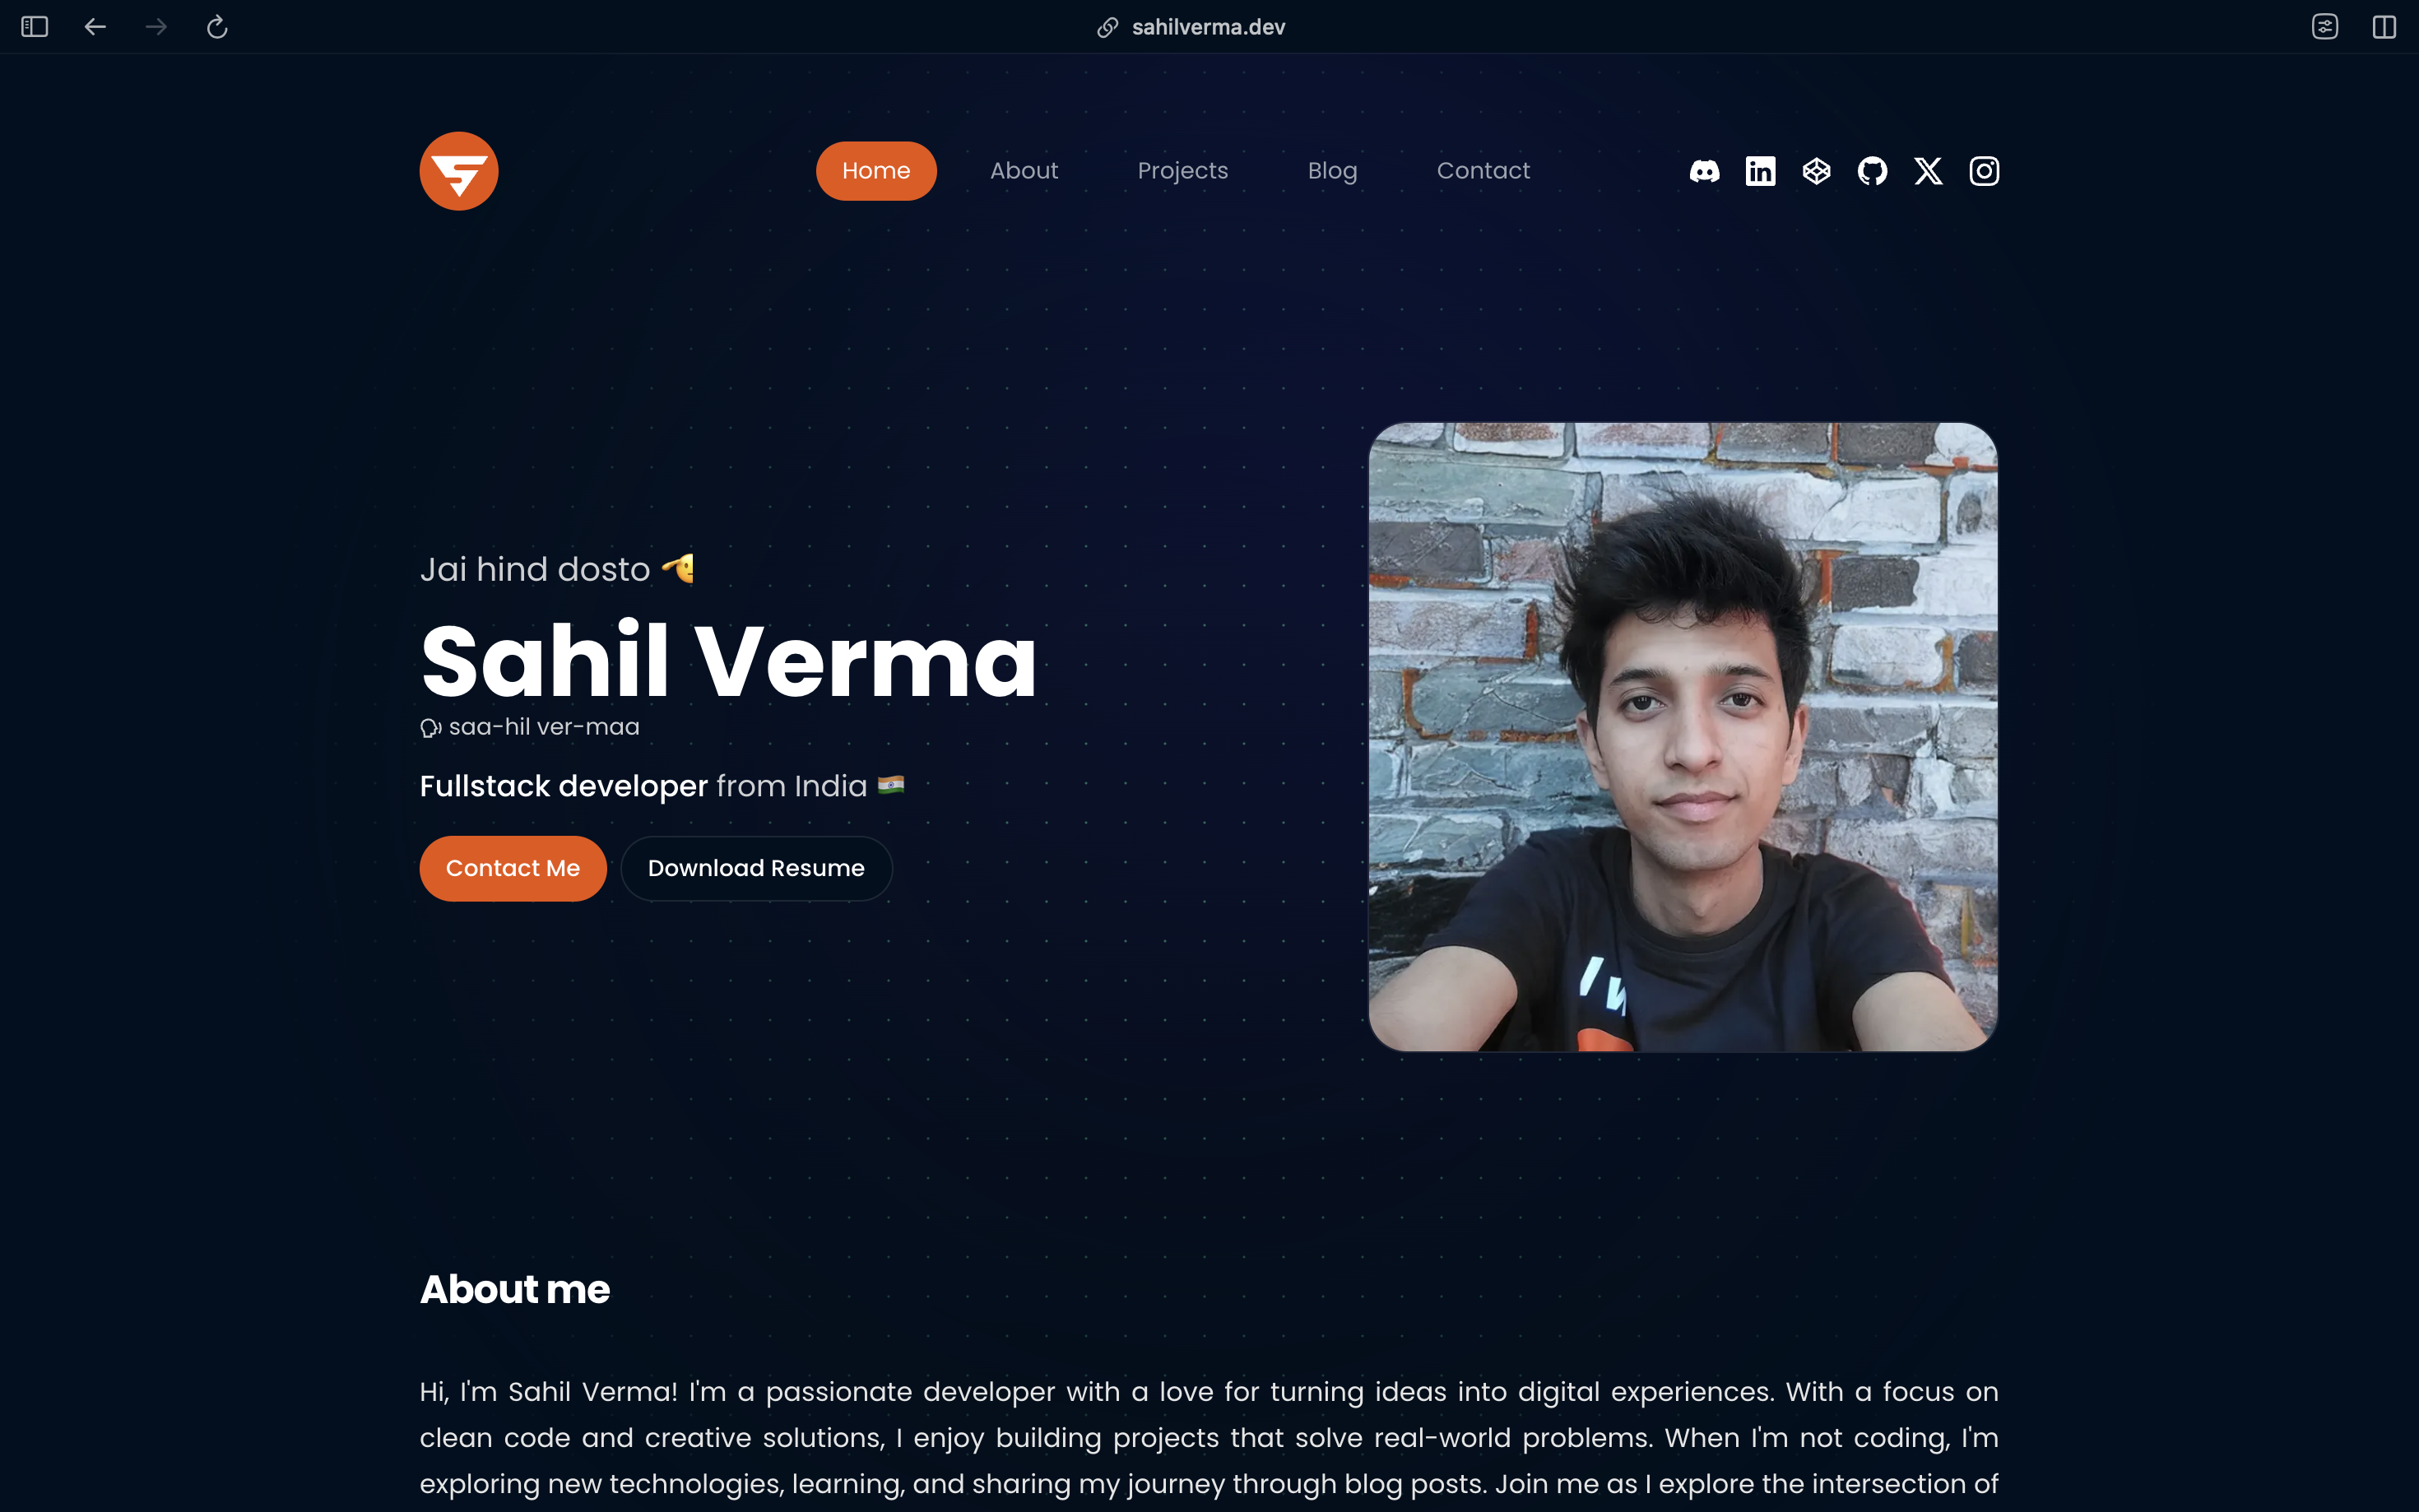 sahilverma.dev
Home About Projects Blog Contact
Jai hind dosto 🫡
Sahil Verma
saa-hil ver-maa
Fullstack developer from India 🇮🇳
Contact Me Download Resume
About me
Hi, I'm Sahil Verma! I'm a passionate developer with a love for turning ideas into digital experiences. With a focus on
clean code and creative solutions, I enjoy building projects that solve real-world problems. When I'm not coding, I'm
exploring new technologies, learning, and sharing my journey through blog posts. Join me as I explore the intersection of